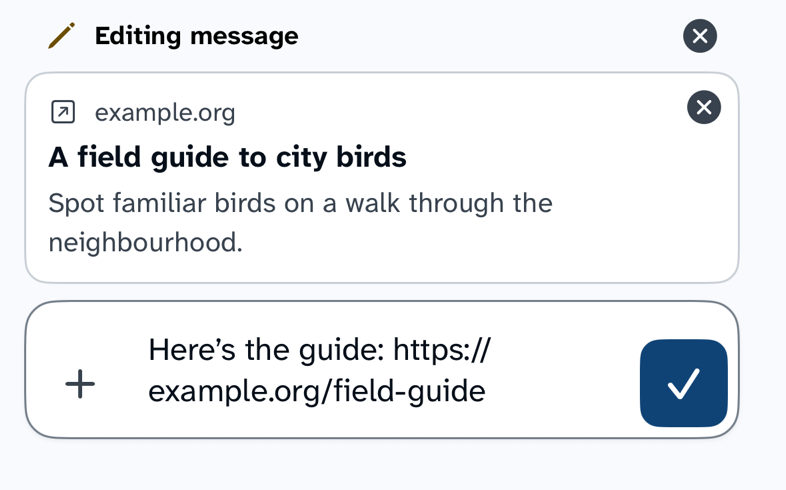 Editing message
example.org
A field guide to city birds
Spot familiar birds on a walk through the
neighbourhood.
Here’s the guide: https://
example.org/field-guide